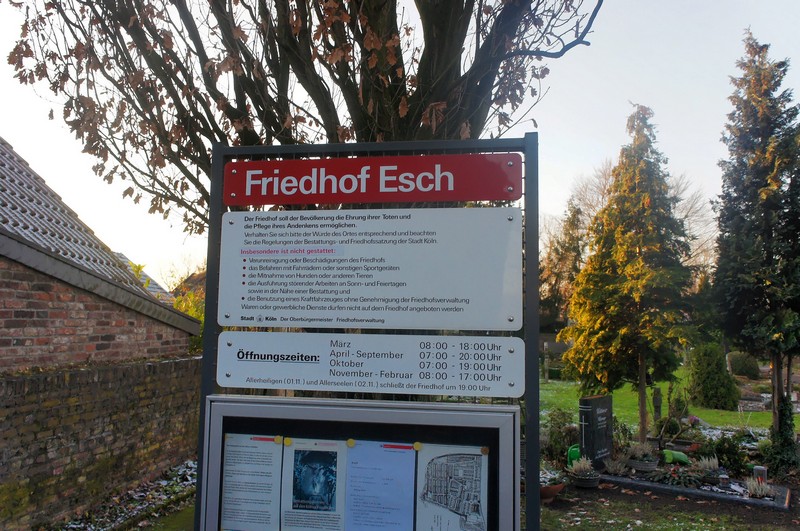 Friedhof Esch
Der Friedhof soll der Bevölkerung die Ehrung ihrer Toten und
die Pflege ihres Andenkens ermöglichen.
Verhalten Sie sich bitte der Würde des Ortes entsprechend und beachten
Sie die Regelungen der Bestattungs- und Friedhofssatzung der Stadt Köln.
Insbesondere ist nicht gestattet:
• Verunreinigung oder Beschädigungen des Friedhofs
• das Befahren mit Fahrrädern oder sonstigen Sportgeräten
• die Mitnahme von Hunden oder anderen Tieren
• die Ausführung störender Arbeiten an Sonn- und Feiertagen
sowie in der Nähe einer Bestattung und
• die Benutzung eines Kraftfahrzeuges ohne Genehmigung der Friedhofsverwaltung
Waren oder gewerbliche Dienste dürfen nicht auf dem Friedhof angeboten werden
Stadt Köln Der Oberbürgermeister Friedhofsverwaltung
Öffnungszeiten:
März 08:00 - 18:00 Uhr
April - September 07:00 - 20:00 Uhr
Oktober 07:00 - 19:00 Uhr
November - Februar 08:00 - 17:00 Uhr
Allerheiligen (01.11.) und Allerseelen (02.11.) schließt der Friedhof um 19:00 Uhr